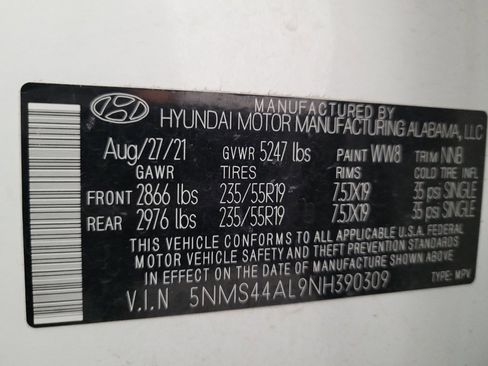 MANUFACTURED BY
HYUNDAI MOTOR MANUFACTURING ALABAMA, LLC
Aug/27/21 GVWR 5247 lbs PAINT WW8 TRIM NNB
GAWR TIRES RIMS COLD TIRE INFL
FRONT 2866 lbs 235/55R19 7.5JX19 35 psi SINGLE
REAR 2976 lbs 235/55R19 7.5JX19 35 psi SINGLE
THIS VEHICLE CONFORMS TO ALL APPLICABLE U.S.A. FEDERAL
MOTOR VEHICLE SAFETY AND THEFT PREVENTION STANDARDS
IN EFFECT ON THE DATE OF MANUFACTURE SHOWN ABOVE.
V.I.N 5NMS44AL9NH390309 TYPE: MPV